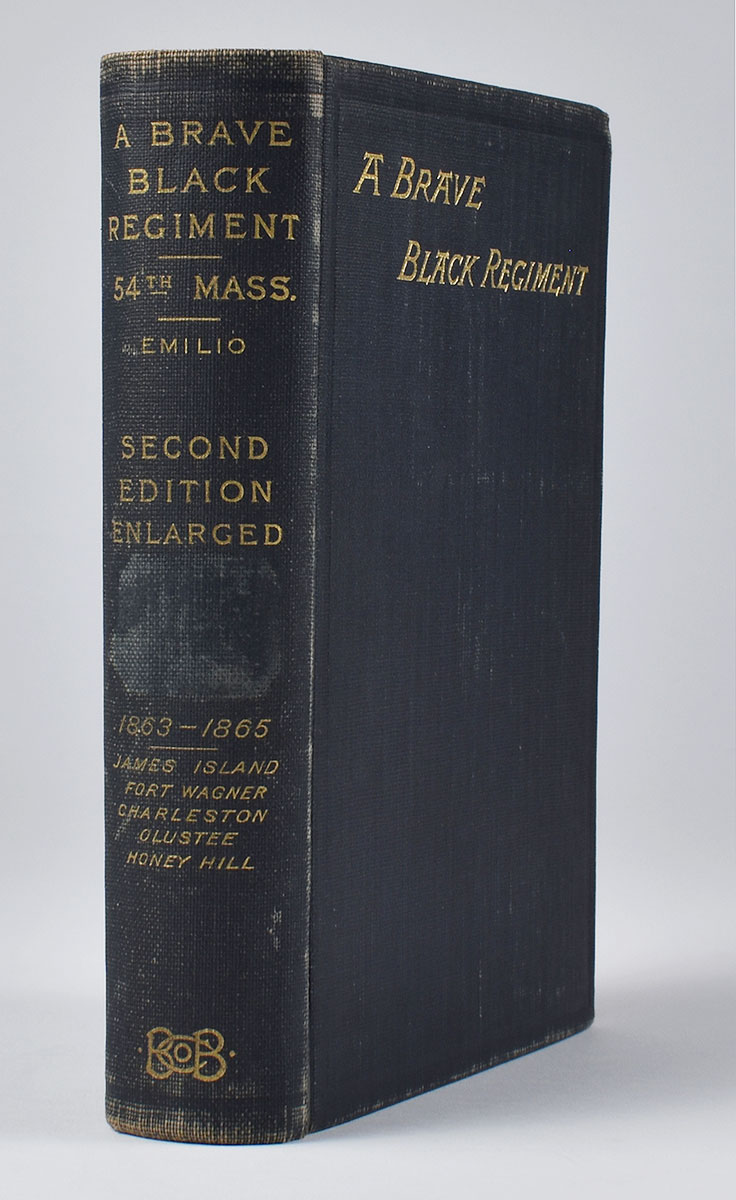 A BRAVE
BLACK
REGIMENT
54TH MASS.
EMILIO
SECOND
EDITION
ENLARGED
1863-1865
JAMES ISLAND
FORT WAGNER
CHARLESTON
OLUSTEE
HONEY HILL
A BRAVE
BLACK REGIMENT